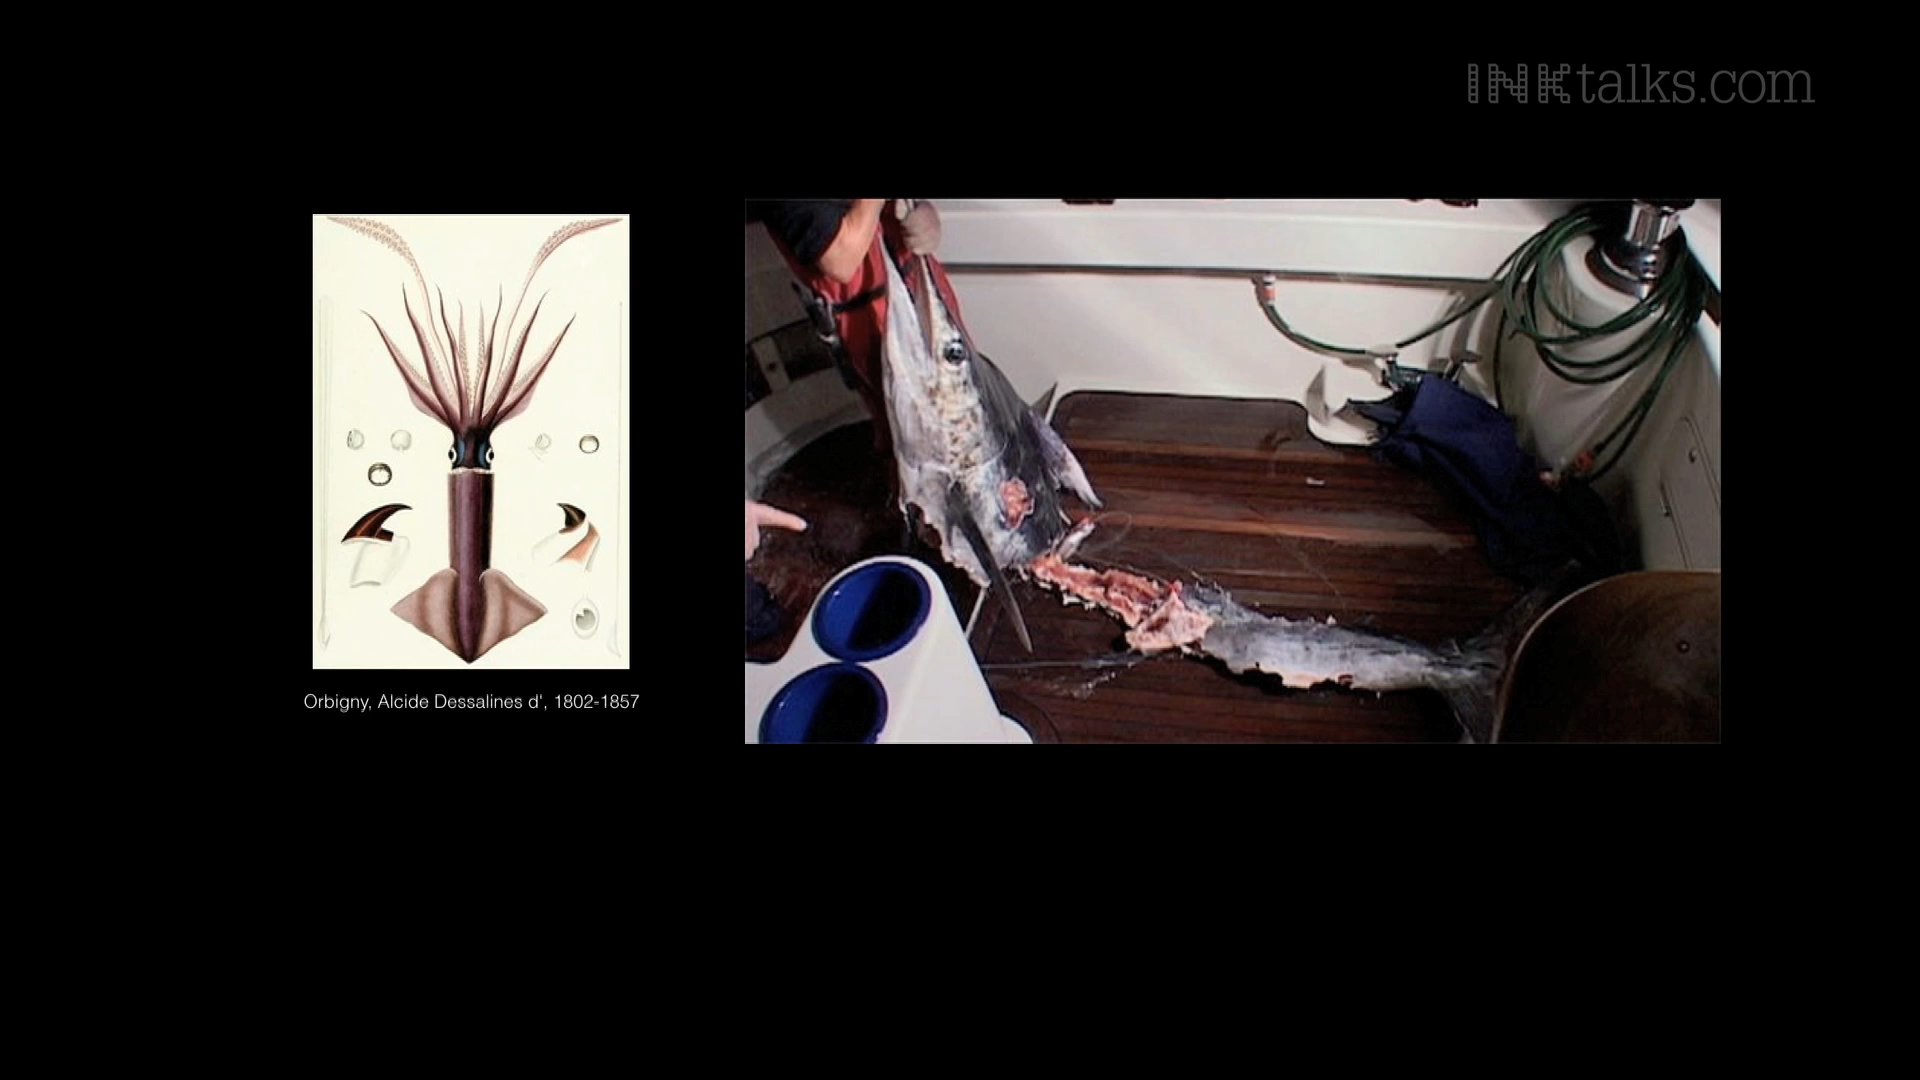 INKtalks.com
Orbigny, Alcide Dessalines d', 1802-1857